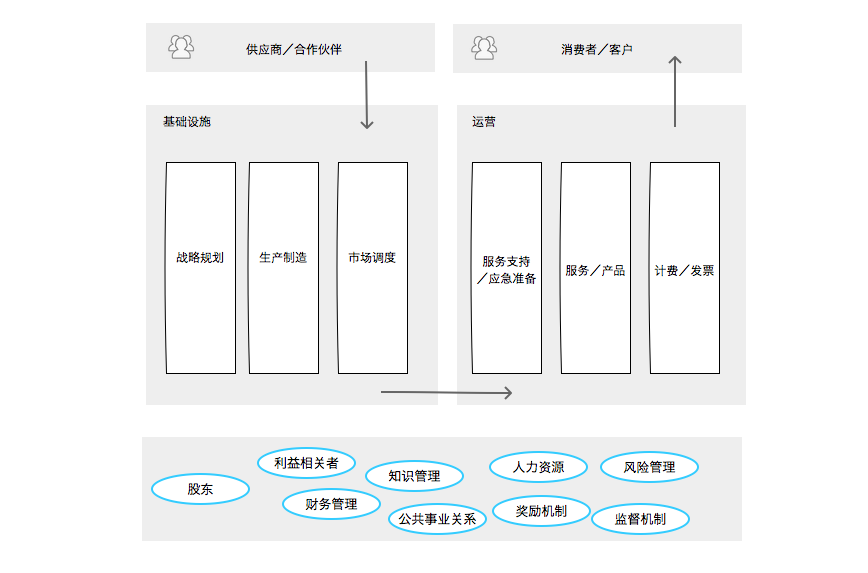 供应商／合作伙伴
消费者／客户
基础设施
运营
战略规划
生产制造
市场调度
服务支持
／应急准备
服务／产品
计费／发票
股东
利益相关者
财务管理
知识管理
公共事业关系
人力资源
奖励机制
风险管理
监督机制